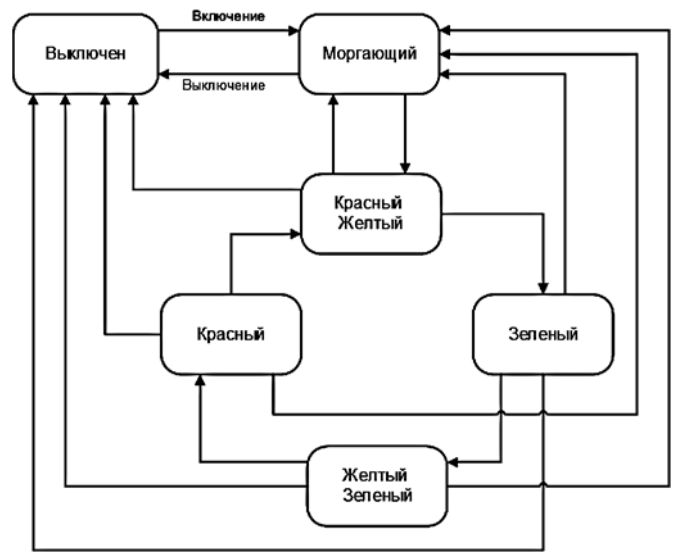 Включение
Выключен
Моргающий
Выключение
Красный
Желтый
Красный
Зеленый
Желтый
Зеленый